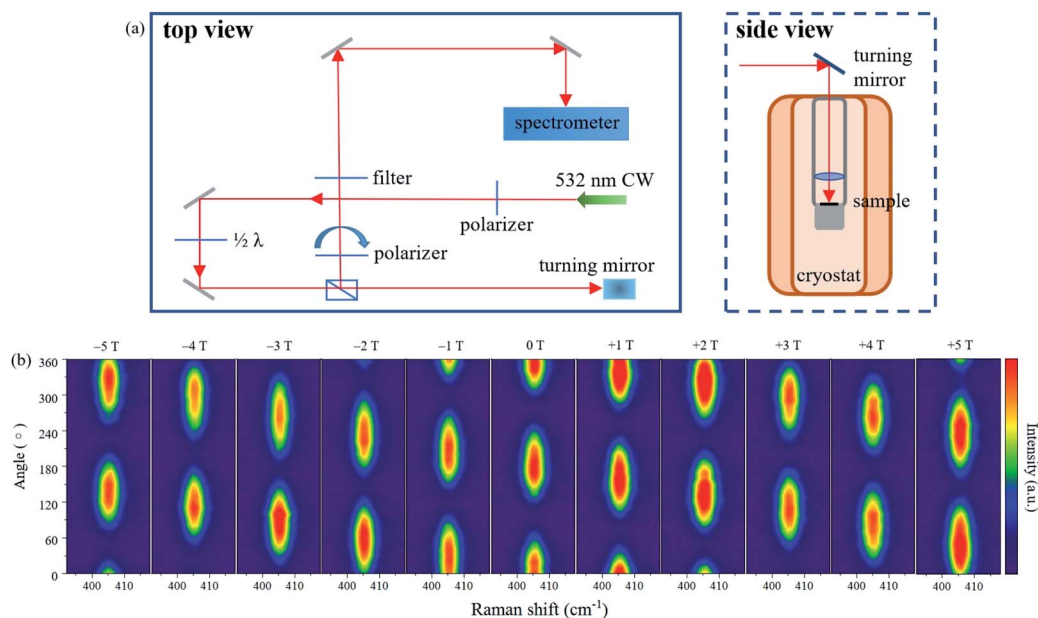 (a)
top view
spectrometer
filter
532 nm CW
polarizer
½ λ
polarizer
turning mirror
side view
turning
mirror
sample
cryostat
(b)
−5 T −4 T −3 T −2 T −1 T 0 T +1 T +2 T +3 T +4 T +5 T
360
300
240
180
120
60
0
Angle (°)
400 410 400 410 400 410 400 410 400 410 400 410 400 410 400 410 400 410 400 410 400 410
Raman shift (cm⁻¹)
Intensity (a.u.)